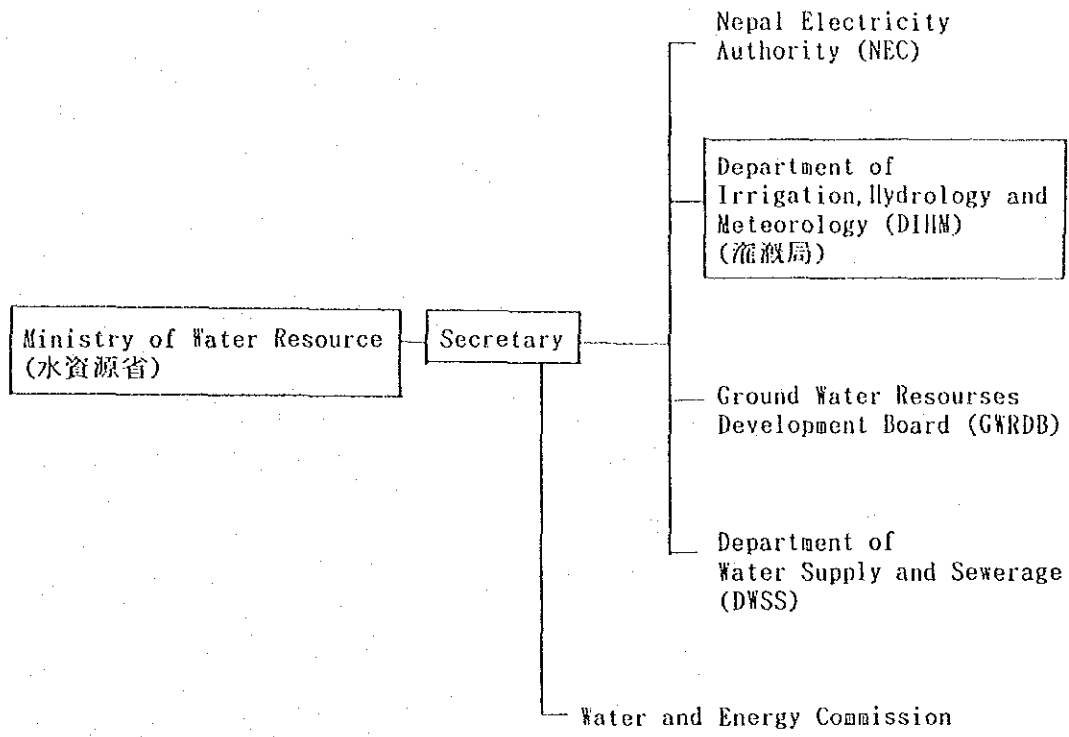 Nepal Electricity
Authority (NEC)
Department of
Irrigation, Hydrology and
Meteorology (DIHM)
(灌漑局)
Ministry of Water Resource
(水資源省)
Secretary
Ground Water Resourses
Development Board (GWRDB)
Department of
Water Supply and Sewerage
(DWSS)
Water and Energy Commission